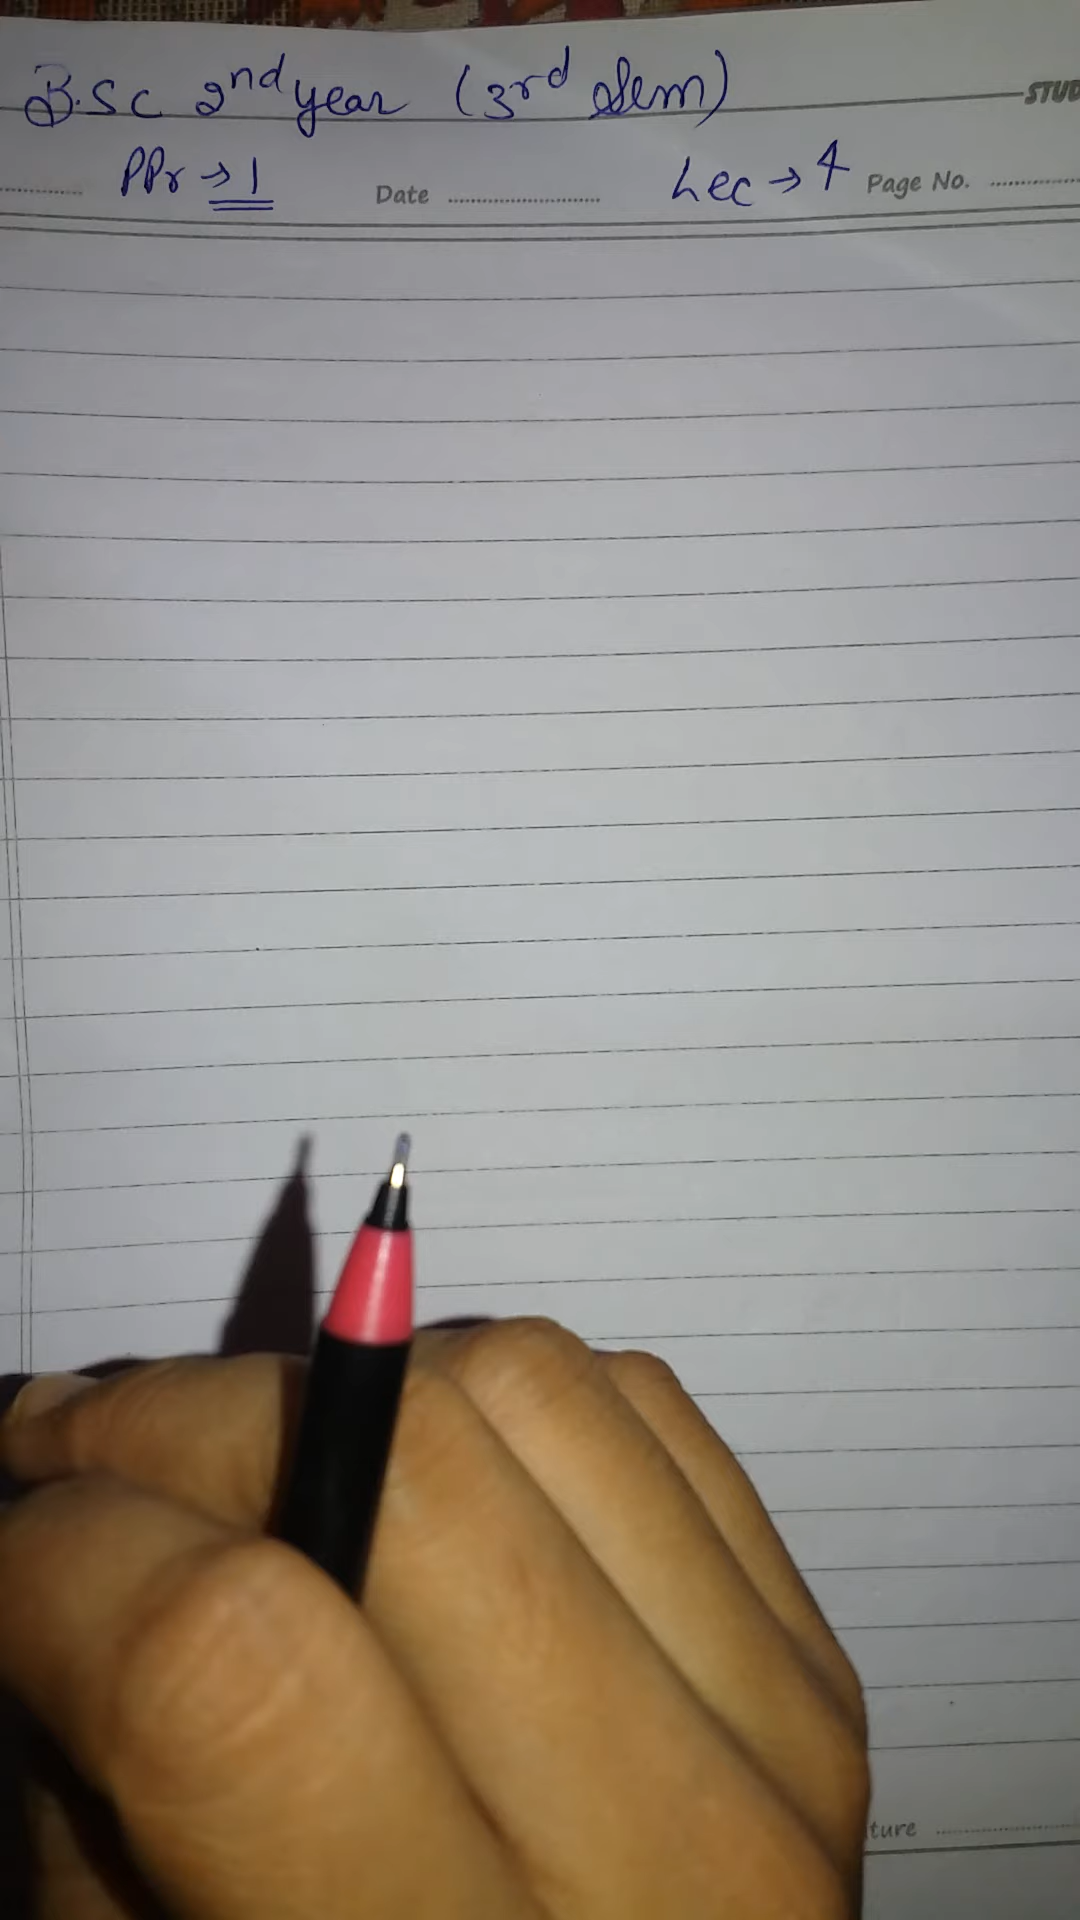 B.Sc 2nd year (3rd Sem)
STUD
PPr → 1 Date Lec → 4 Page No.
ture